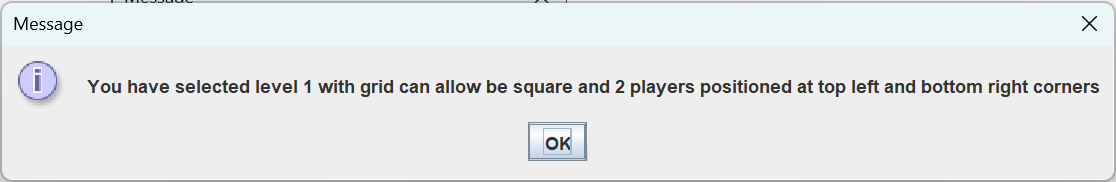 Message
Message
You have selected level 1 with grid can allow be square and 2 players positioned at top left and bottom right corners
OK